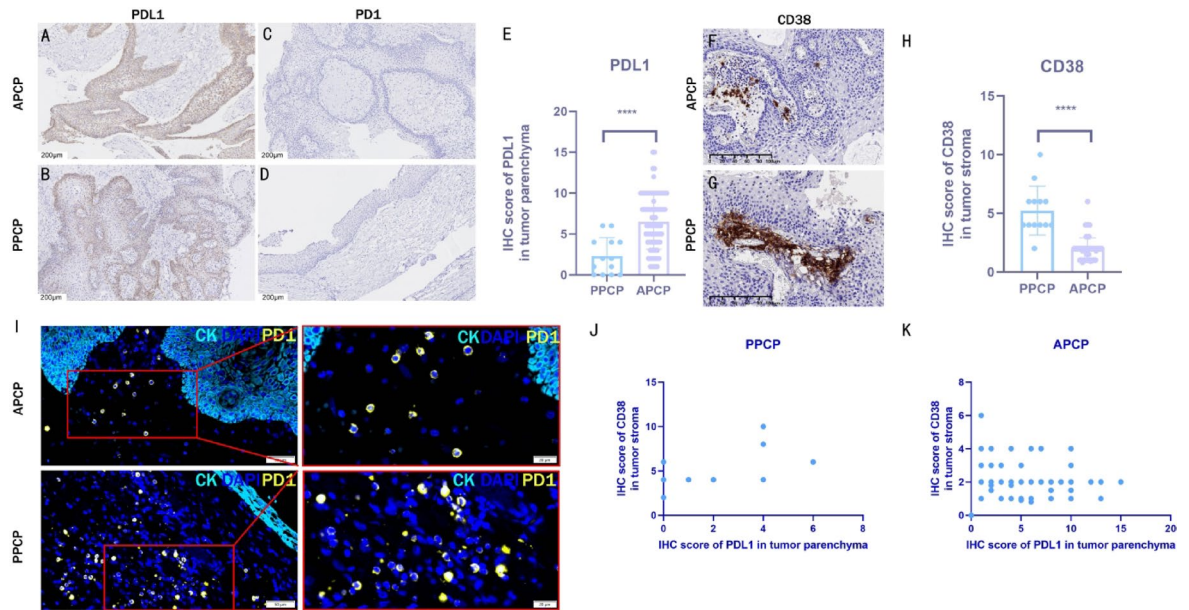 PDL1
PD1
CD38
A
C
E
F
H
APCP
200μm
200μm
B
D
PPCP
200μm
200μm
PDL1
IHC score of PDL1
in tumor parenchyma
20
15
10
5
0
****
PPCP
APCP
APCP
G
PPCP
CD38
IHC score of CD38
in tumor stroma
15
10
5
0
****
PPCP
APCP
I
APCP
CK DAPI PD1
CK DAPI PD1
PPCP
CK DAPI PD1
CK DAPI PD1
J
PPCP
IHC score of CD38
in tumor stroma
15
10
5
0
0
2
4
6
8
IHC score of PDL1 in tumor parenchyma
K
APCP
IHC score of CD38
in tumor stroma
8
6
4
2
0
0
5
10
15
20
IHC score of PDL1 in tumor parenchyma